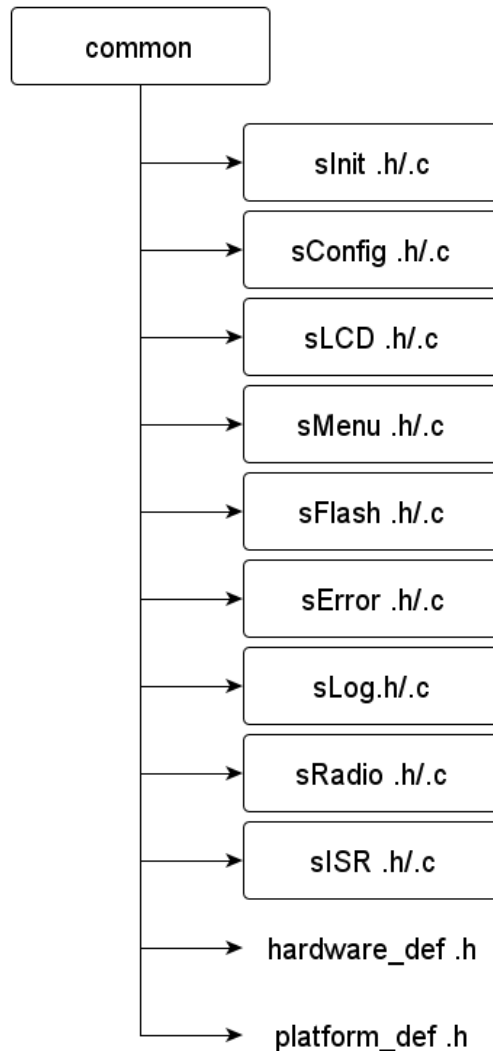 common
sInit .h/.c
sConfig .h/.c
sLCD .h/.c
sMenu .h/.c
sFlash .h/.c
sError .h/.c
sLog.h/.c
sRadio .h/.c
sISR .h/.c
hardware_def .h
platform_def .h